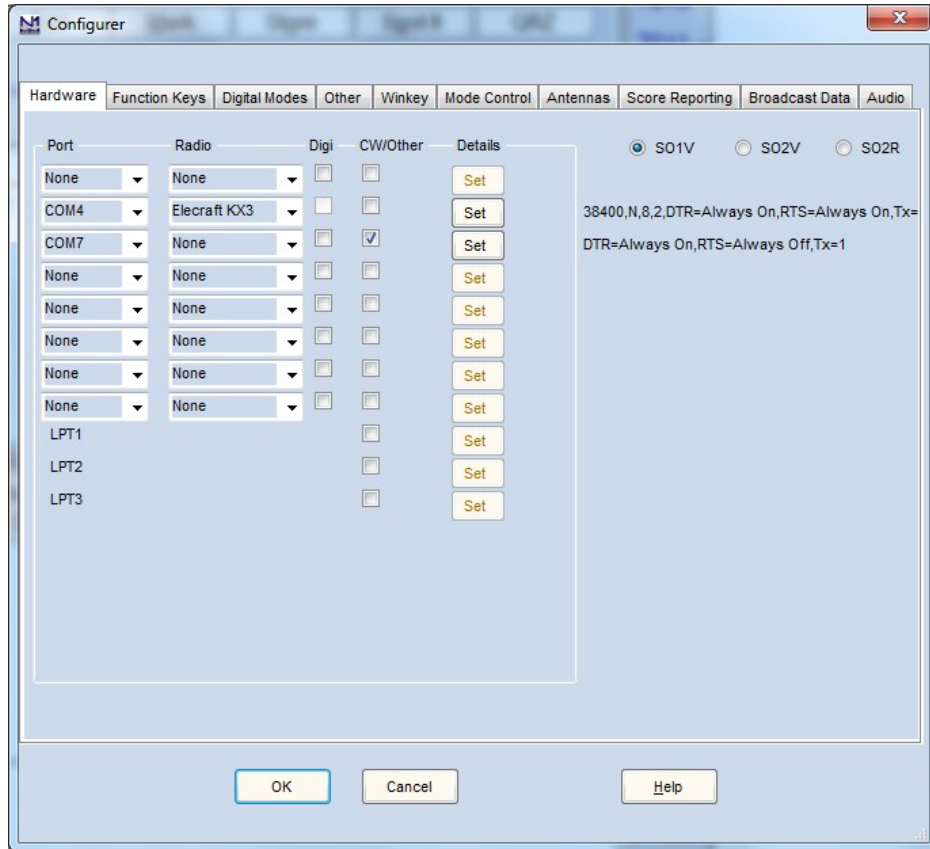 Configurer
Hardware Function Keys Digital Modes Other Winkey Mode Control Antennas Score Reporting Broadcast Data Audio
Port Radio Digi CW/Other Details SO1V SO2V SO2R
None None Set
COM4 Elecraft KX3 Set 38400,N,8,2,DTR=Always On,RTS=Always On,Tx=
COM7 None Set DTR=Always On,RTS=Always Off,Tx=1
None None Set
None None Set
None None Set
None None Set
None None Set
LPT1 Set
LPT2 Set
LPT3 Set
OK Cancel Help